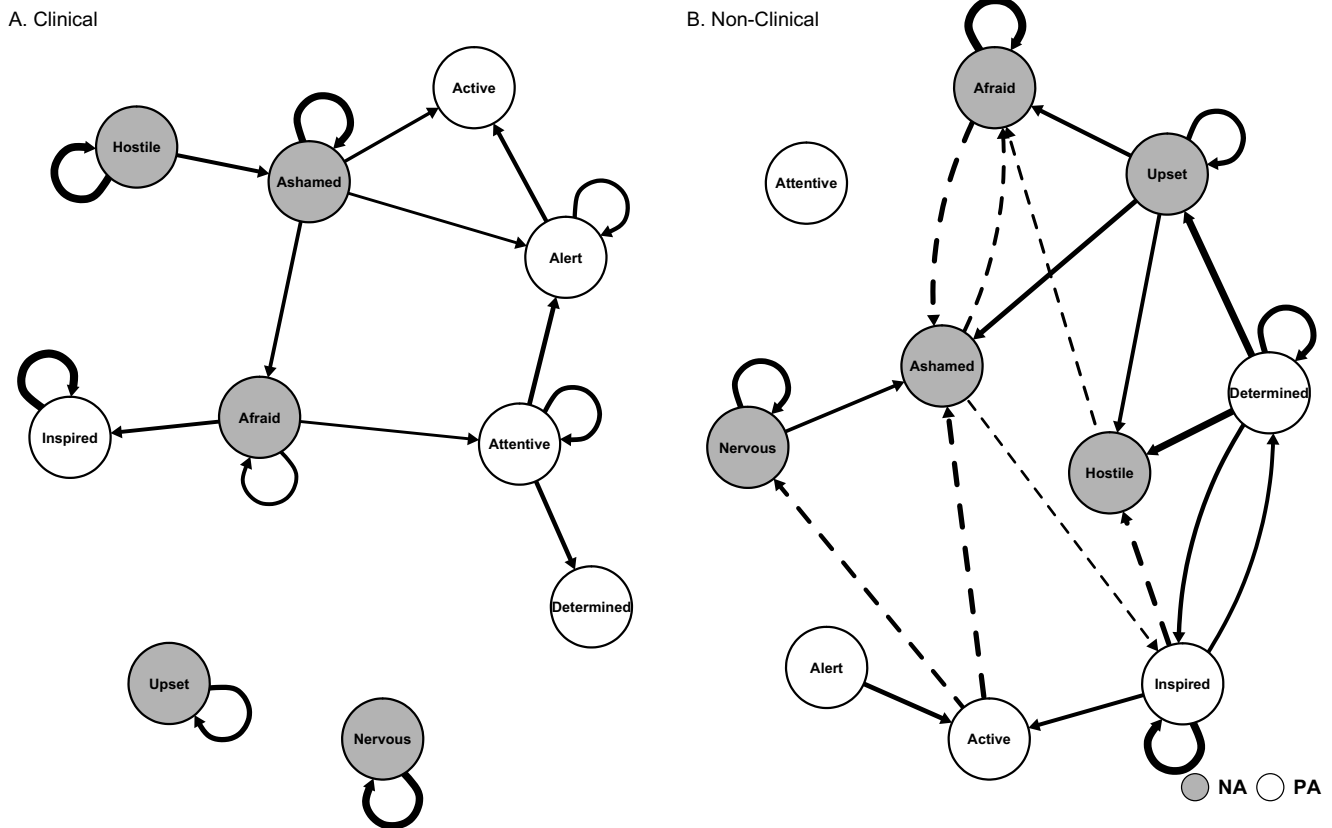 A. Clinical
Active
Hostile
Ashamed
Alert
Inspired
Afraid
Attentive
Determined
Upset
Nervous
B. Non-Clinical
Afraid
Attentive
Upset
Ashamed
Determined
Nervous
Hostile
Alert
Inspired
Active
NA PA